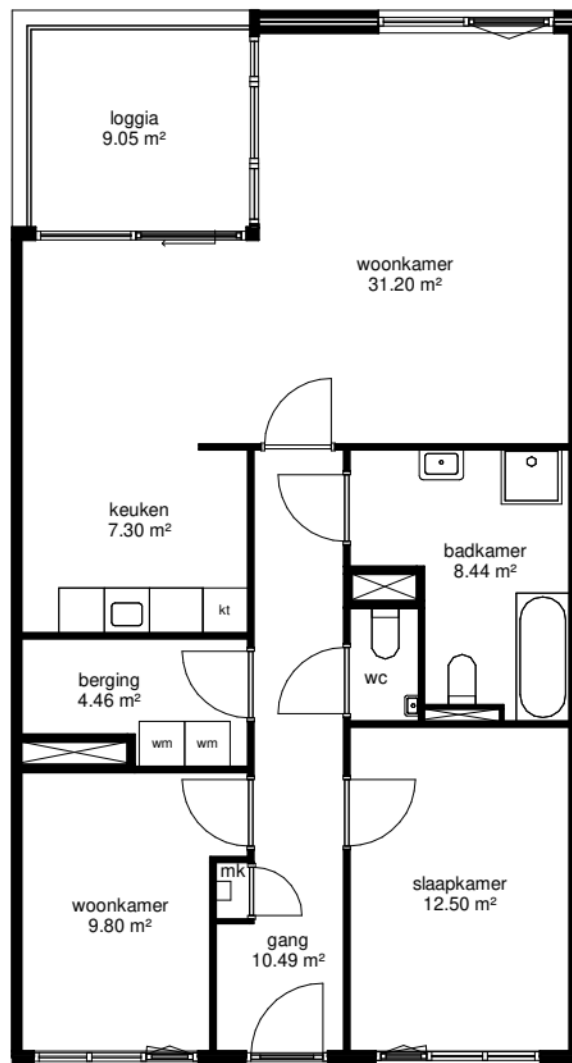 loggia
9.05 m²
woonkamer
31.20 m²
keuken
7.30 m²
badkamer
8.44 m²
kt
wc
berging
4.46 m²
wm wm
mk
woonkamer
9.80 m²
slaapkamer
12.50 m²
gang
10.49 m²